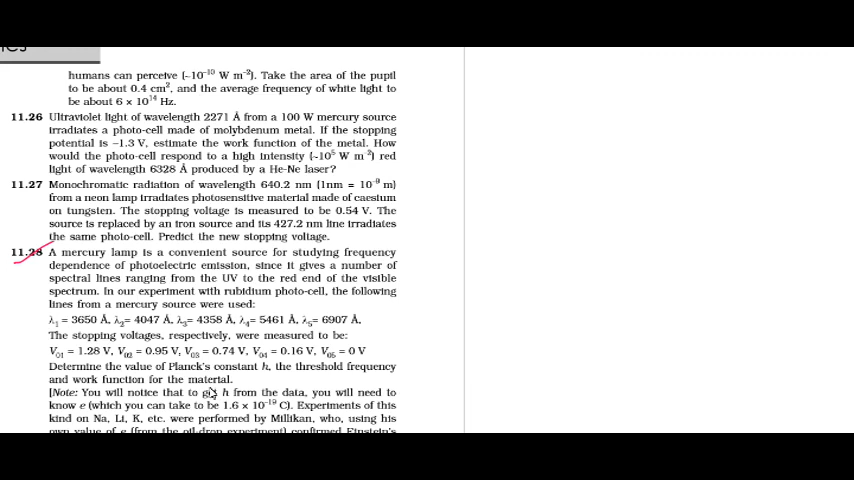 humans can perceive (~10⁻¹⁰ W m⁻²). Take the area of the pupil
to be about 0.4 cm², and the average frequency of white light to
be about 6 × 10¹⁴ Hz.
11.26 Ultraviolet light of wavelength 2271 Å from a 100 W mercury source
irradiates a photo-cell made of molybdenum metal. If the stopping
potential is –1.3 V, estimate the work function of the metal. How
would the photo-cell respond to a high intensity (~10⁵ W m⁻²) red
light of wavelength 6328 Å produced by a He-Ne laser?
11.27 Monochromatic radiation of wavelength 640.2 nm (1nm = 10⁻⁹ m)
from a neon lamp irradiates photosensitive material made of caesium
on tungsten. The stopping voltage is measured to be 0.54 V. The
source is replaced by an iron source and its 427.2 nm line irradiates
the same photo-cell. Predict the new stopping voltage.
11.28 A mercury lamp is a convenient source for studying frequency
dependence of photoelectric emission, since it gives a number of
spectral lines ranging from the UV to the red end of the visible
spectrum. In our experiment with rubidium photo-cell, the following
lines from a mercury source were used:
λ₁ = 3650 Å, λ₂= 4047 Å, λ₃= 4358 Å, λ₄= 5461 Å, λ₅= 6907 Å,
The stopping voltages, respectively, were measured to be:
V₀₁ = 1.28 V, V₀₂ = 0.95 V, V₀₃ = 0.74 V, V₀₄ = 0.16 V, V₀₅ = 0 V
Determine the value of Planck's constant h, the threshold frequency
and work function for the material.
[Note: You will notice that to get h from the data, you will need to
know e (which you can take to be 1.6 × 10⁻¹⁹ C). Experiments of this
kind on Na, Li, K, etc. were performed by Millikan, who, using his
own value of e (from the oil-drop experiment) confirmed Einstein's